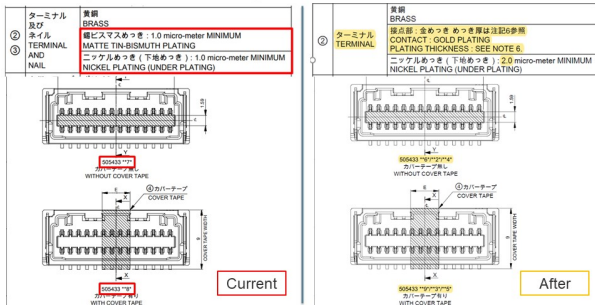 ② ターミナル
及び
③ ネイル
TERMINAL
AND
NAIL
黄銅
BRASS
錫ビスマスめっき : 1.0 micro-meter MINIMUM
MATTE TIN-BISMUTH PLATING
ニッケルめっき ( 下地めっき ) : 1.0 micro-meter MINIMUM
NICKEL PLATING (UNDER PLATING)
1.59
Y
505433 **7*
カバーテープ無し
WITHOUT COVER TAPE
6
④カバーテープ
COVER TAPE
X
COVER TAPE WIDTH
X
505433 **8*
カバーテープ有り
WITH COVER TAPE
Current
② ターミナル
TERMINAL
黄銅
BRASS
接点部 : 金めっき めっき厚は注記6参照
CONTACT : GOLD PLATING
PLATING THICKNESS : SEE NOTE 6.
ニッケルめっき ( 下地めっき ) : 2.0 micro-meter MINIMUM
NICKEL PLATING (UNDER PLATING)
1.59
Y
505433 **6*/**2*/**4*
カバーテープ無し
WITHOUT COVER TAPE
6
④カバーテープ
COVER TAPE
X
COVER TAPE WIDTH
X
505433 **9*/**3*/**5*
カバーテープ有り
WITH COVER TAPE
After